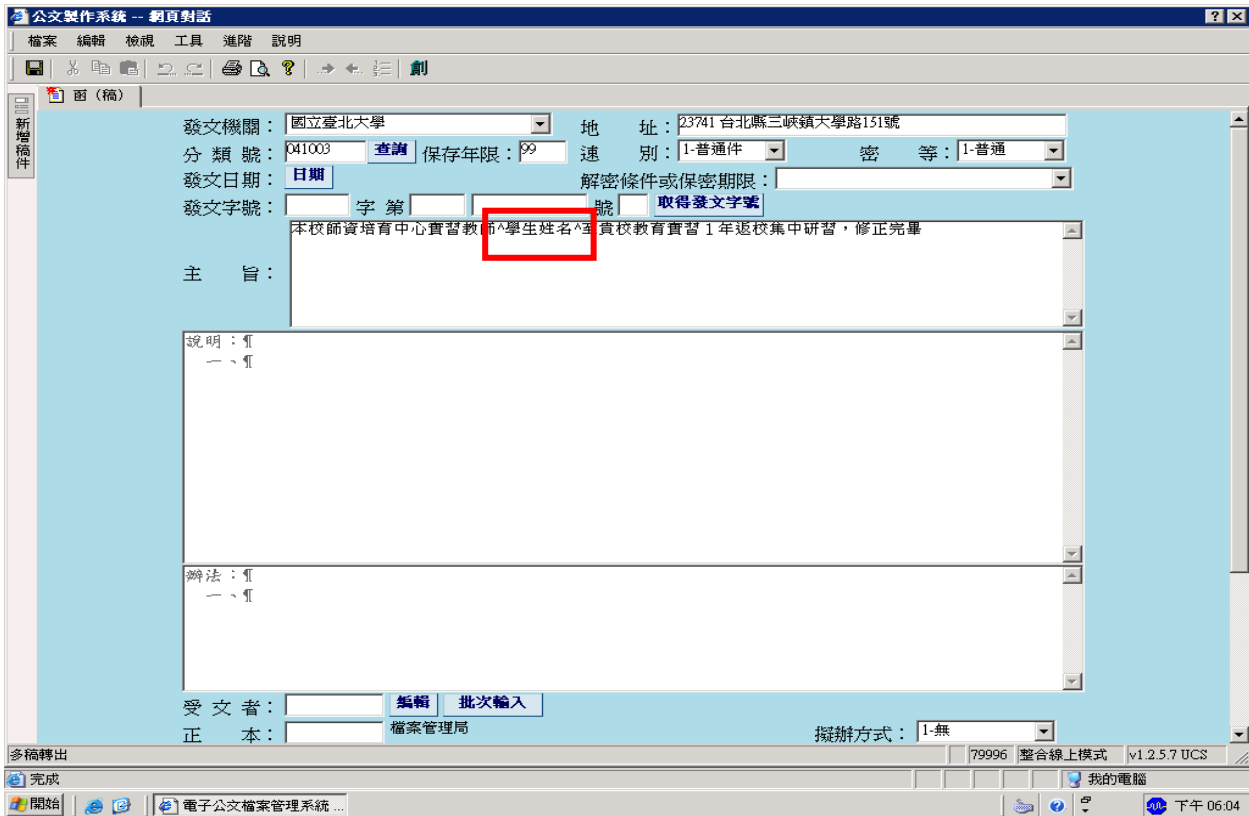 公文製作系統 -- 網頁對話
檔案 編輯 檢視 工具 進階 說明
創
新增稿件
函（稿）
發文機關： 國立臺北大學 地 址：23741 台北縣三峽鎮大學路151號
分 類 號： 041003 查詢 保存年限：99 速 別：1-普通件 密 等：1-普通
發文日期： 日期 解密條件或保密期限：
發文字號： 字 第 號 取得發文字號
主 旨： 本校師資培育中心實習教師^學生姓名^至貴校教育實習１年返校集中研習，修正完畢
說明：¶
一、¶
辦法：¶
一、¶
受 文 者： 編輯 批次輸入
正 本： 檔案管理局 擬辦方式：1-無
多稿轉出 79996 整合線上模式 v1.2.5.7 UCS
完成 我的電腦
開始 電子公文檔案管理系統 ... 下午 06:04